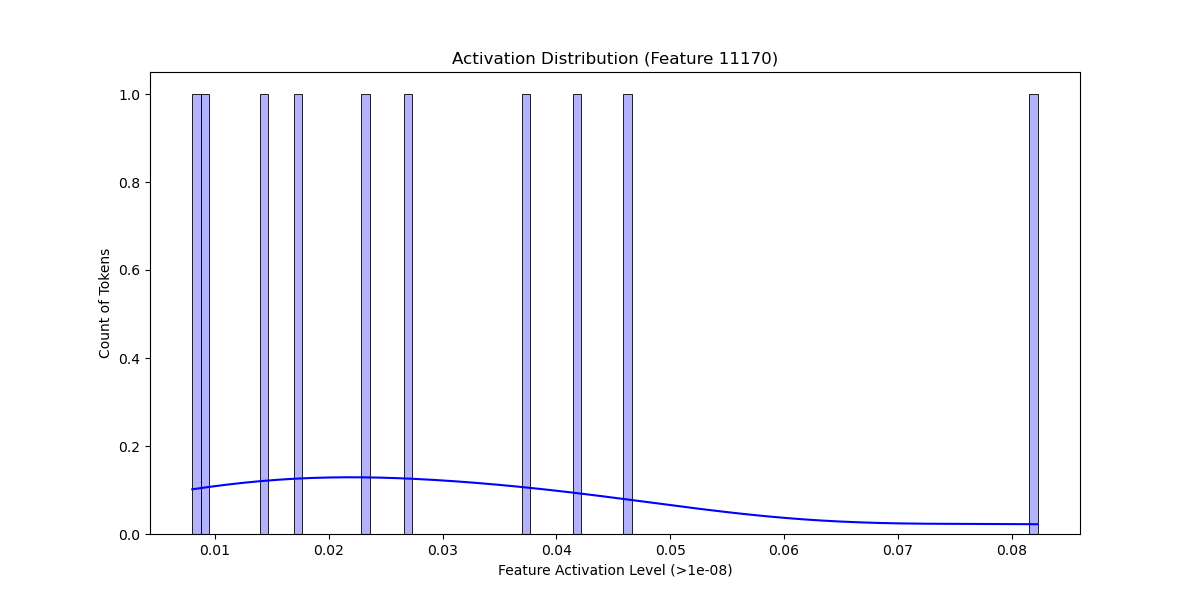 Activation Distribution (Feature 11170)
1.0
0.8
0.6
0.4
0.2
0.0
Count of Tokens
0.01 0.02 0.03 0.04 0.05 0.06 0.07 0.08
Feature Activation Level (>1e-08)